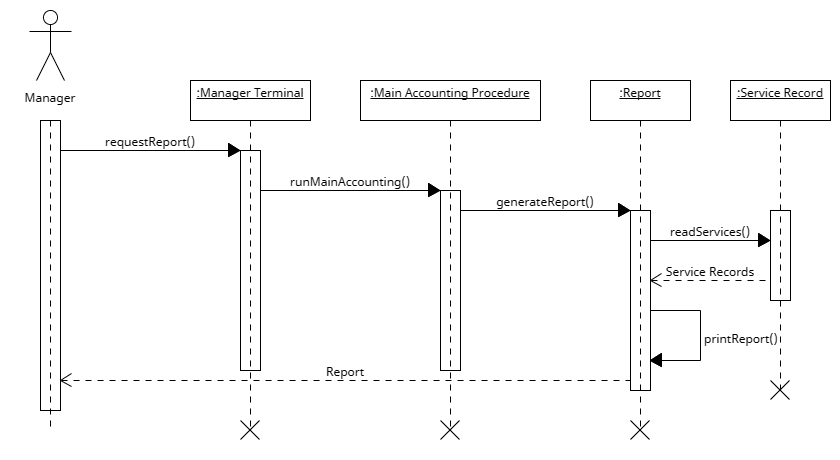 Manager
:Manager Terminal
:Main Accounting Procedure
:Report
:Service Record
requestReport()
runMainAccounting()
generateReport()
readServices()
Service Records
printReport()
Report